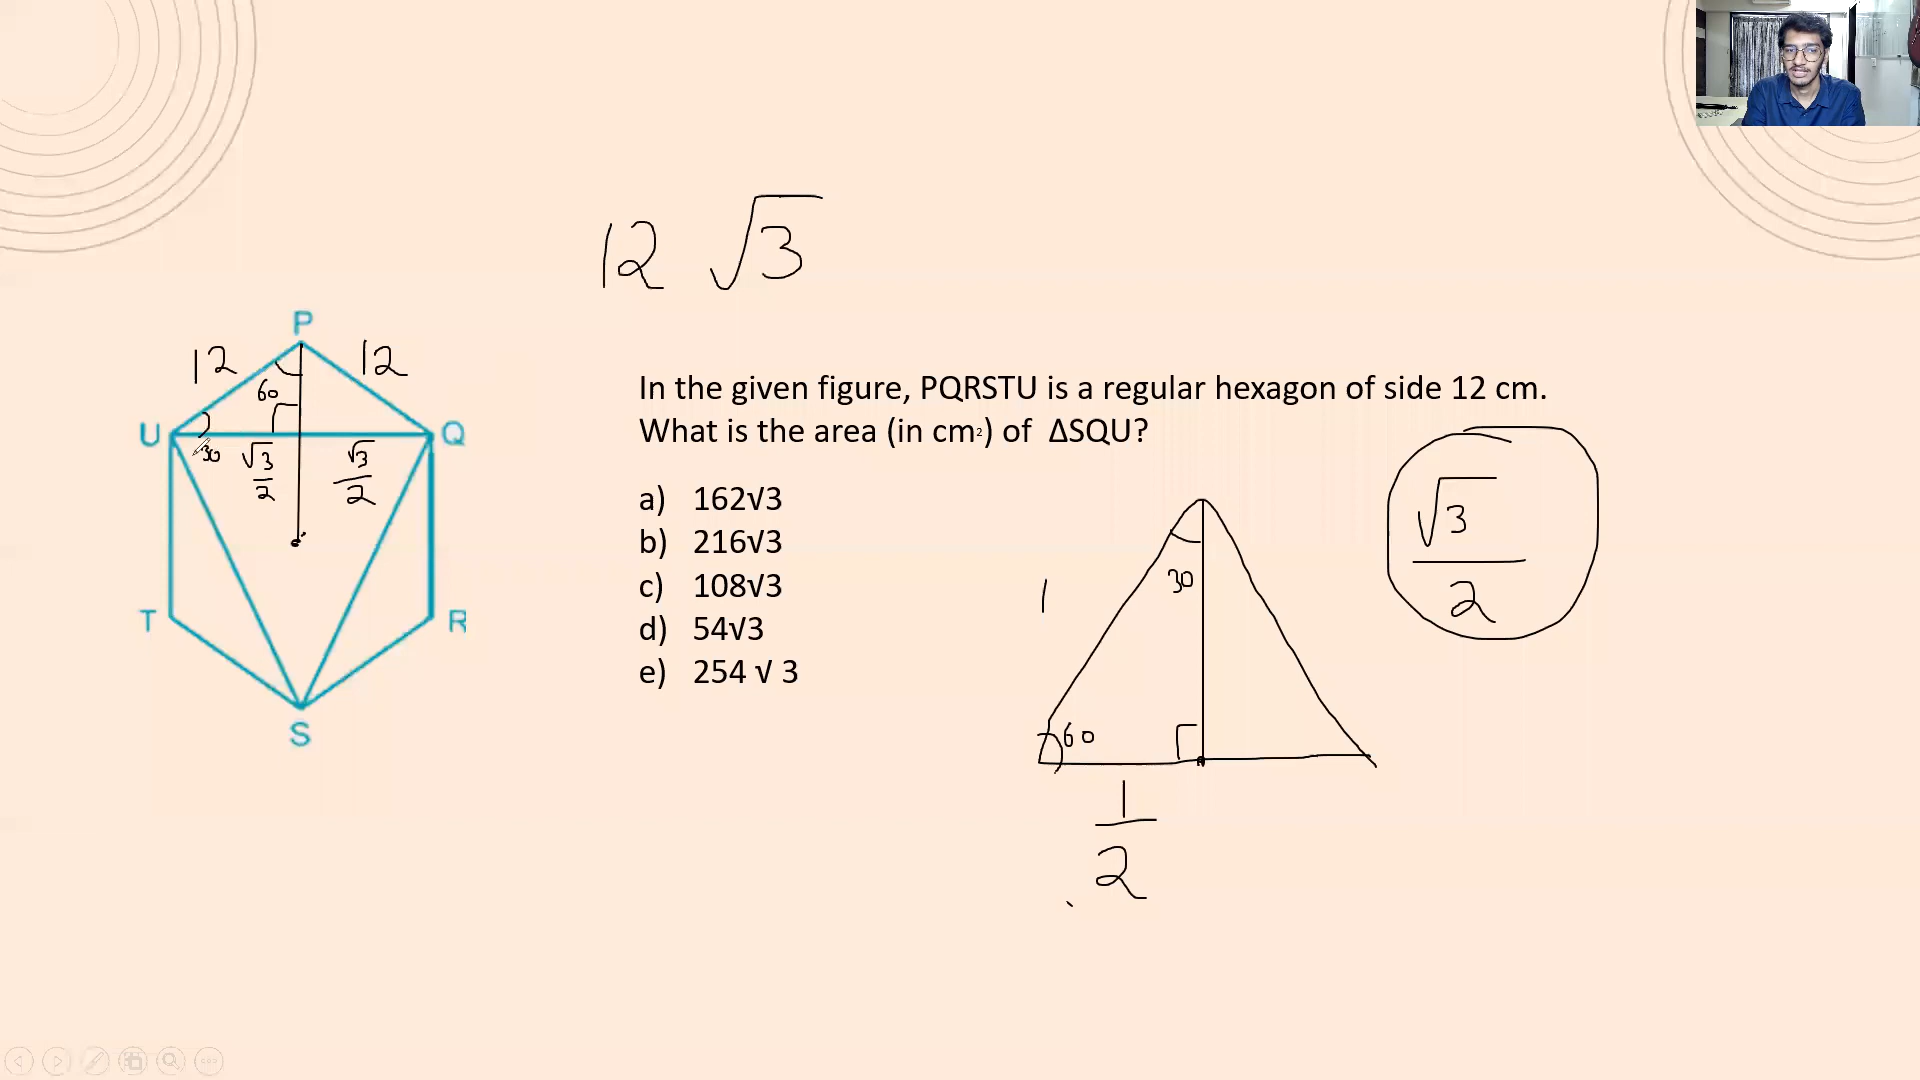 12 √3
P
12
12
60
U
Q
30
√3/2
√3/2
T
R
S
In the given figure, PQRSTU is a regular hexagon of side 12 cm.
What is the area (in cm²) of ΔSQU?
a) 162√3
b) 216√3
c) 108√3
d) 54√3
e) 254 √ 3
1
30
60
1/2
√3/2